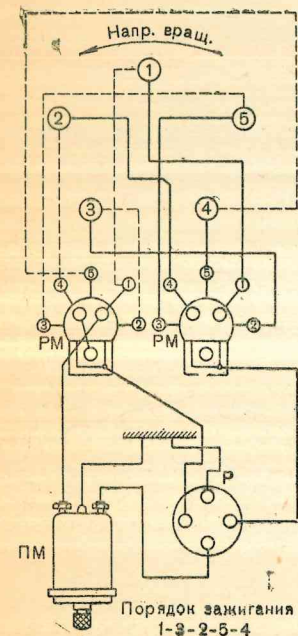 Напр. вращ.
1
2 5
3 4
4 5 1 4 5 1
3 2 3 2
РМ РМ
Р
ПМ
Порядок зажигания
1-3-2-5-4